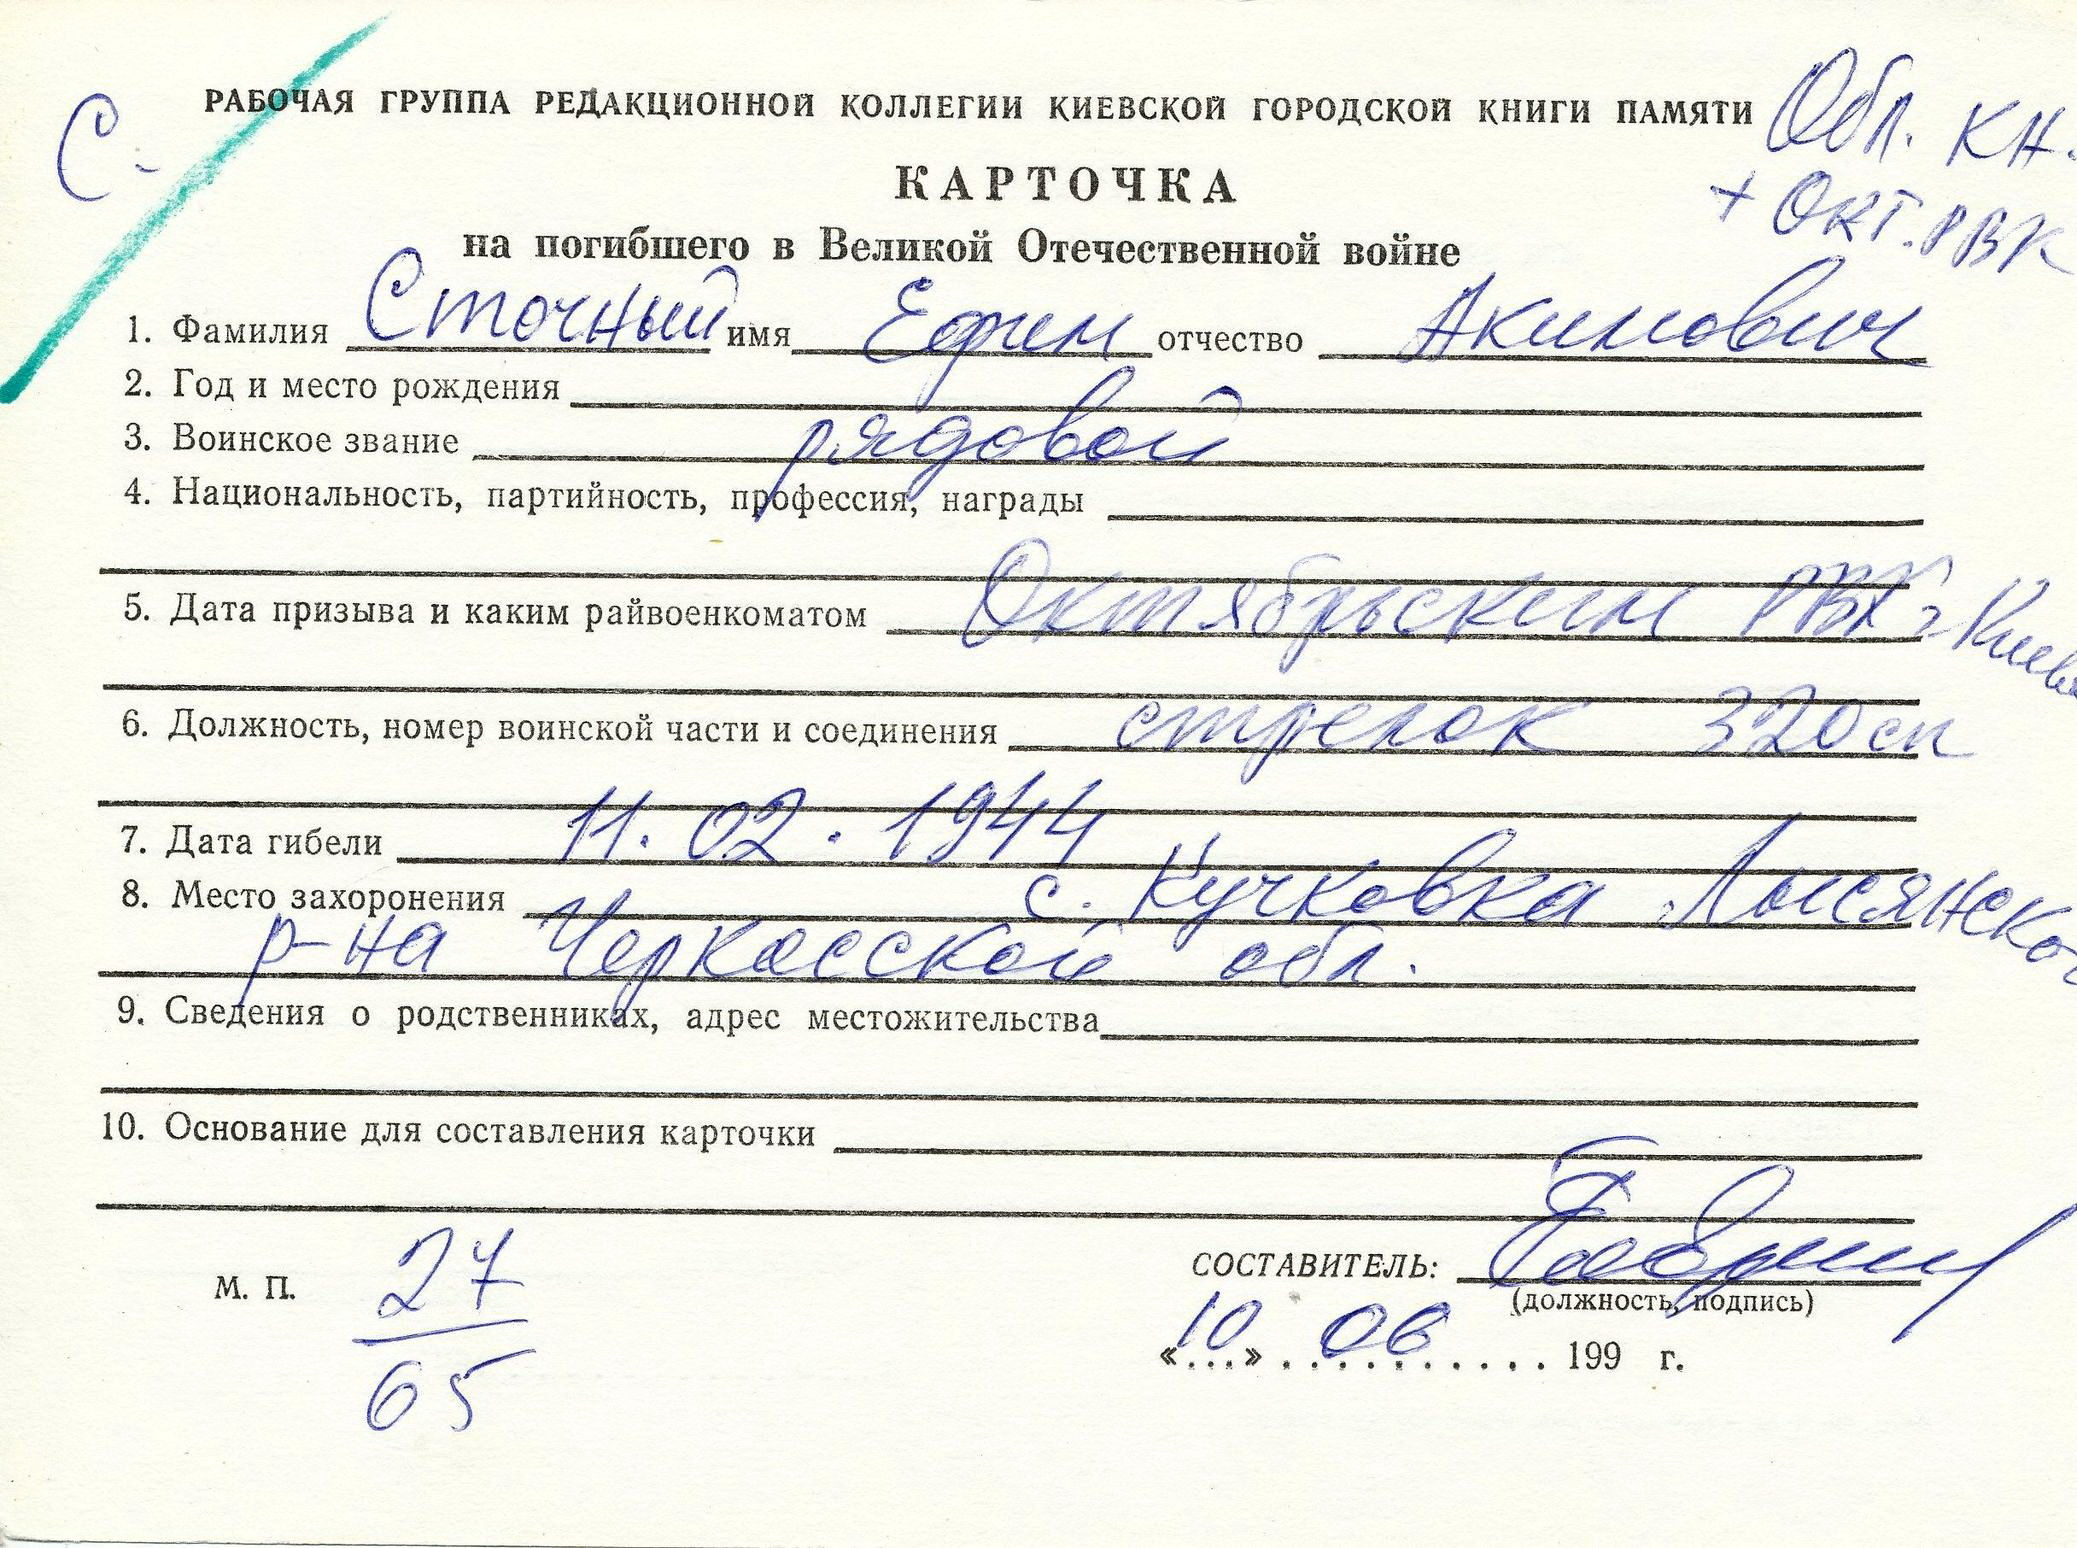 С-
РАБОЧАЯ ГРУППА РЕДАКЦИОННОЙ КОЛЛЕГИИ КИЕВСКОЙ ГОРОДСКОЙ КНИГИ ПАМЯТИ
Обл. кн.
+ Окт. РВК
КАРТОЧКА
на погибшего в Великой Отечественной войне
1. Фамилия Сточный имя Ефим отчество Акимович
2. Год и место рождения
3. Воинское звание рядовой
4. Национальность, партийность, профессия, награды
5. Дата призыва и каким райвоенкоматом Октябрьским РВК г. Киева
6. Должность, номер воинской части и соединения стрелок 320 сп
7. Дата гибели 11.02.1944
8. Место захоронения с. Кучковка Лысянского
р-на Черкасской обл.
9. Сведения о родственниках, адрес местожительства
10. Основание для составления карточки
М. П.
27
65
СОСТАВИТЕЛЬ:
(должность, подпись)
«10» 06 199 г.